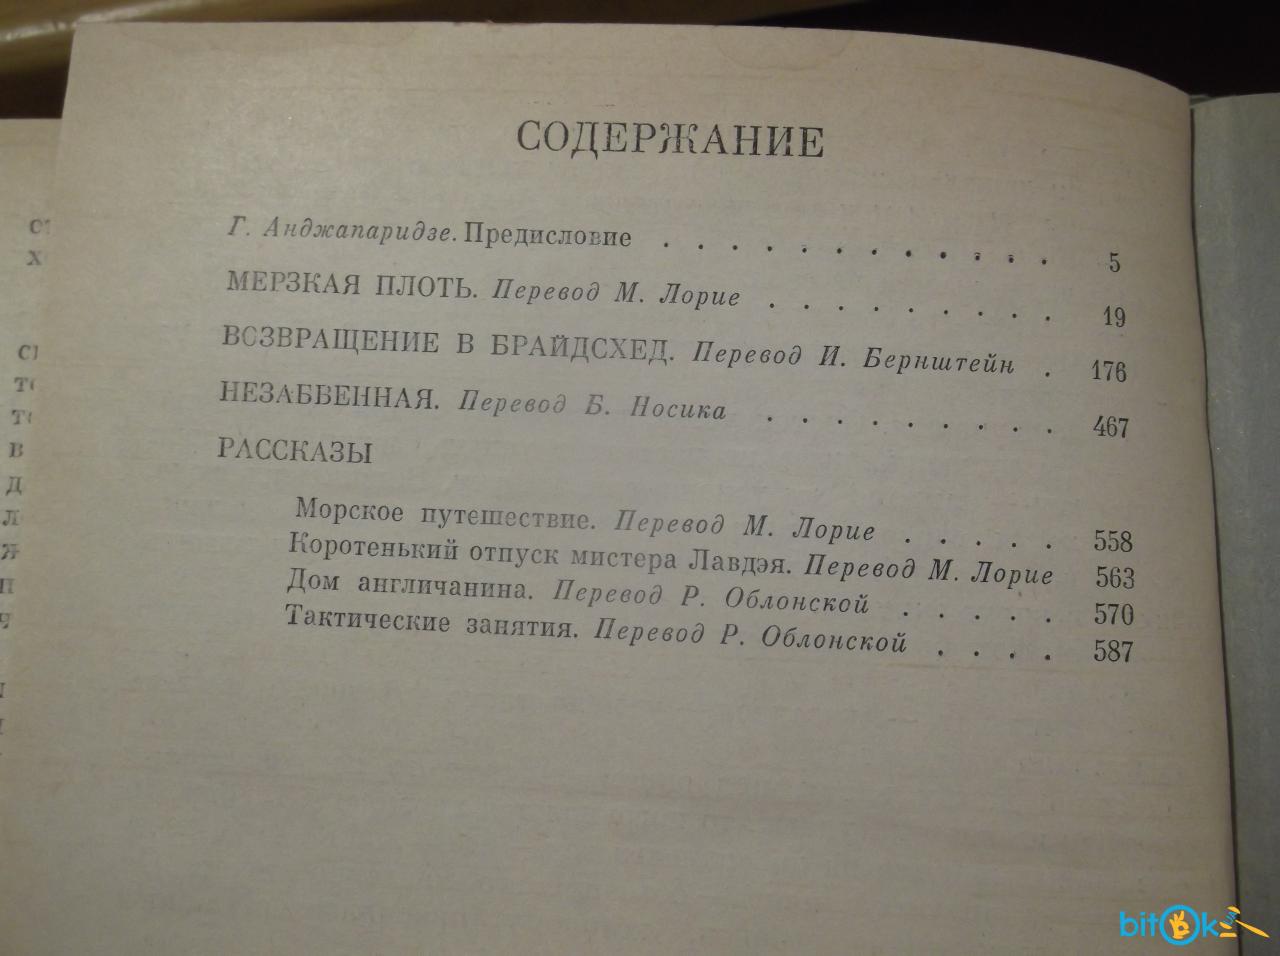 СОДЕРЖАНИЕ
Г. Анджапаридзе. Предисловие . . . . . . . . . . . . 5
МЕРЗКАЯ ПЛОТЬ. Перевод М. Лорие . . . . . . . . . 19
ВОЗВРАЩЕНИЕ В БРАЙДСХЕД. Перевод И. Бернштейн . 176
НЕЗАБВЕННАЯ. Перевод Б. Носика . . . . . . . . . 467
РАССКАЗЫ
Морское путешествие. Перевод М. Лорие . . . . . 558
Коротенький отпуск мистера Лавдэя. Перевод М. Лорие 563
Дом англичанина. Перевод Р. Облонской . . . . . 570
Тактические занятия. Перевод Р. Облонской . . . . 587